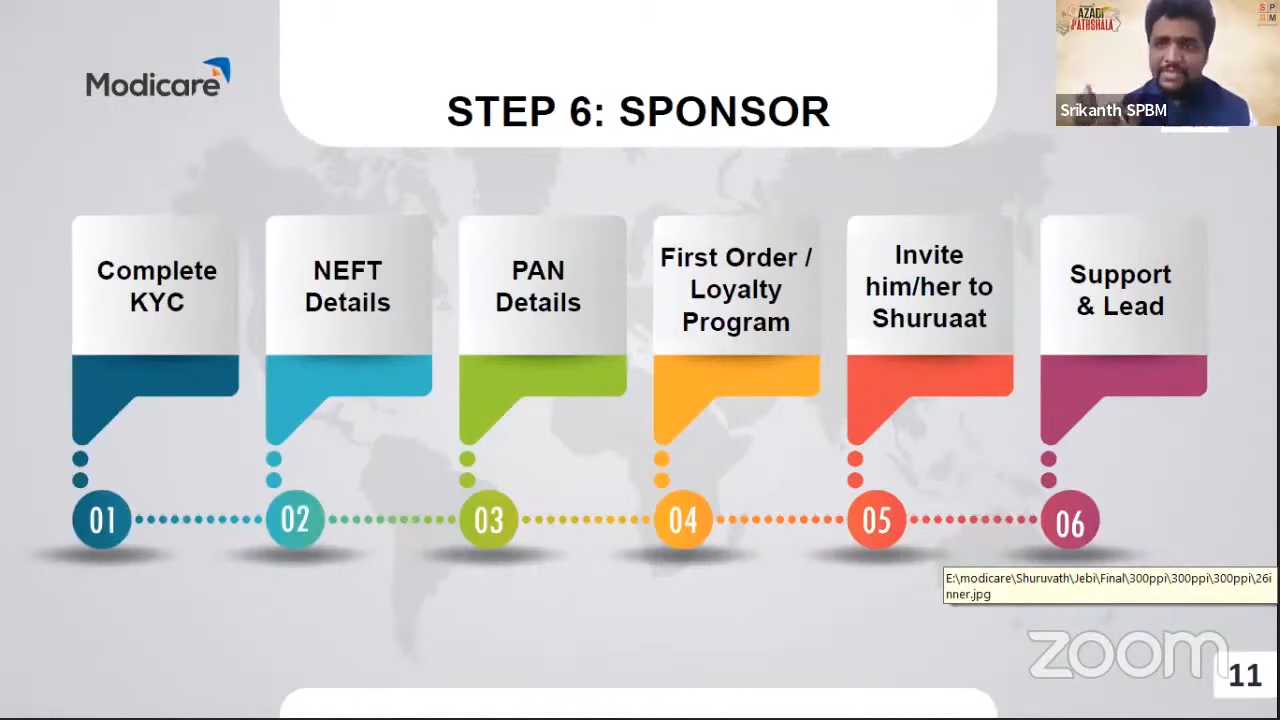 Modicare
STEP 6: SPONSOR
AZADI
PATHSHALA
S P
B M
Srikanth SPBM
Complete
KYC
NEFT
Details
PAN
Details
First Order /
Loyalty
Program
Invite
him/her to
Shuruaat
Support
& Lead
01
02
03
04
05
06
E:\modicare\Shuruvath\Jebi\Final\300ppi\300ppi\300ppi\26i
nner.jpg
zoom
11